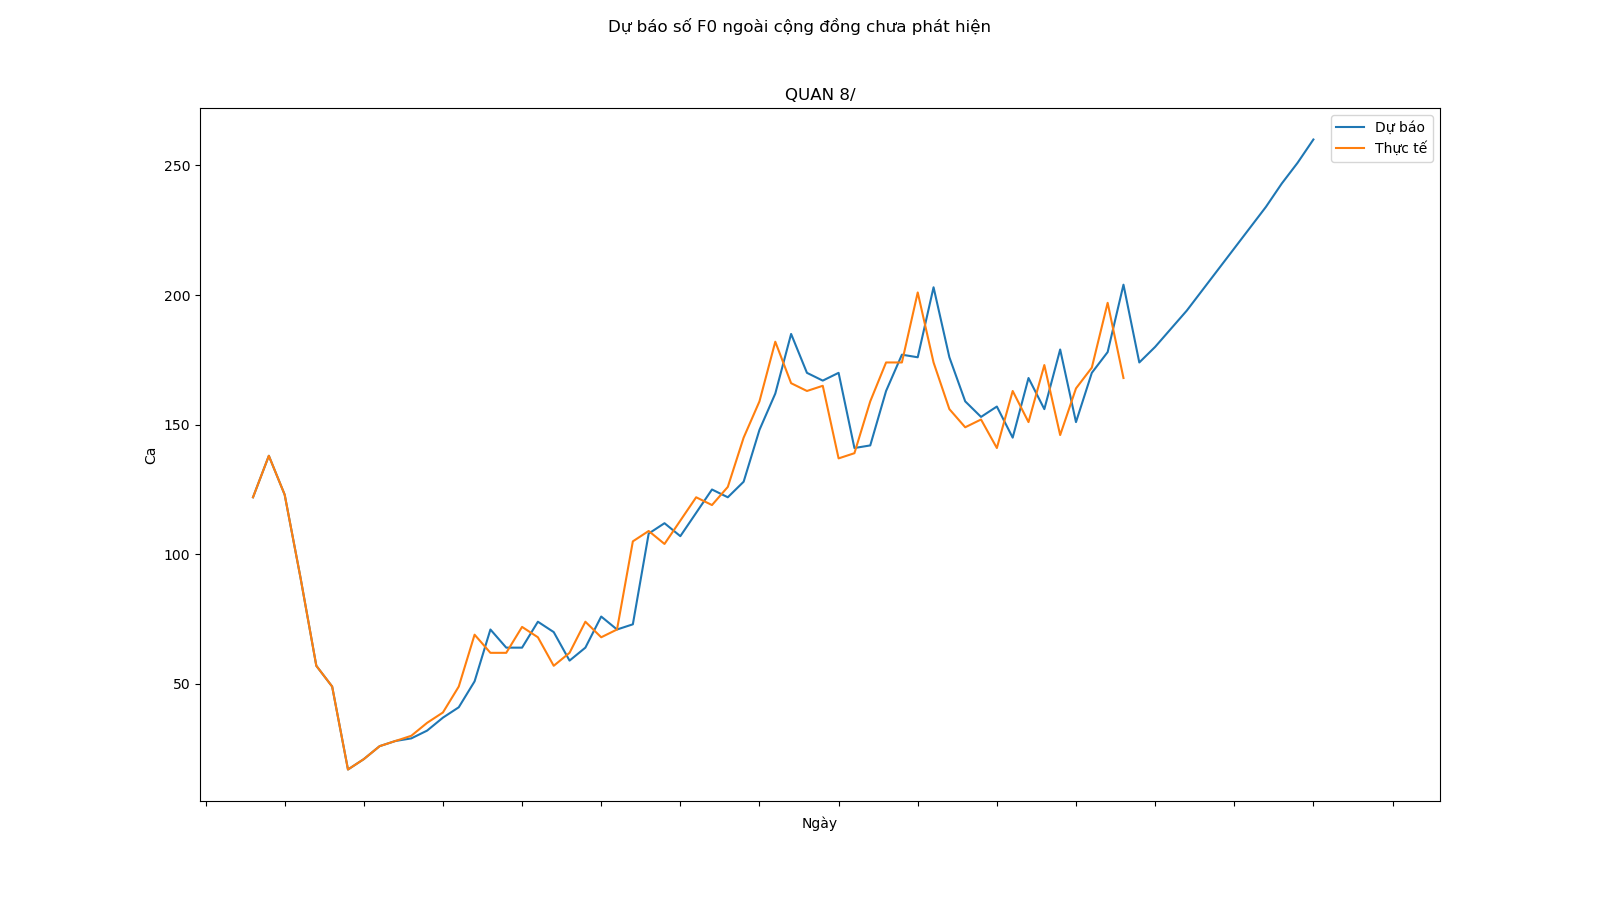 Dự báo số F0 ngoài cộng đồng chưa phát hiện
QUAN 8/
Dự báo
Thực tế
250
200
150
100
50
Ca
Ngày